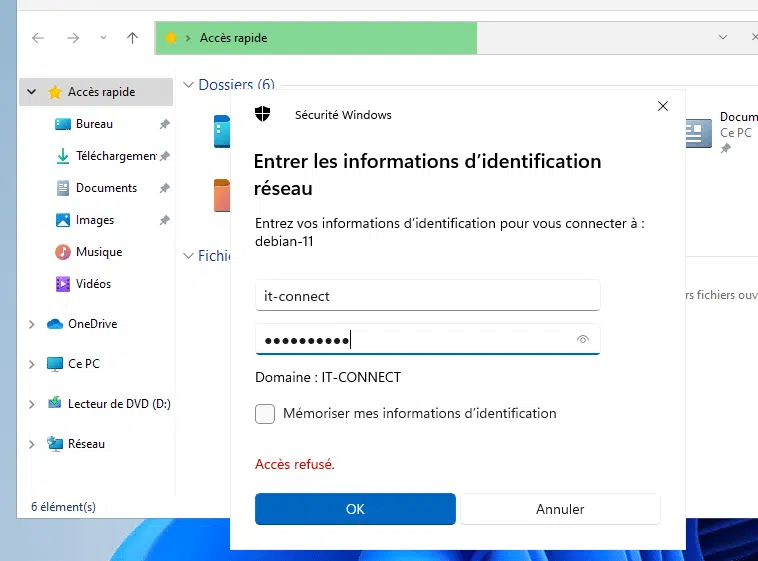 Accès rapide
Accès rapide
Bureau
Téléchargemen
Documents
Images
Musique
Vidéos
OneDrive
Ce PC
Lecteur de DVD (D:)
Réseau
6 élément(s)
Dossiers (6)
Fichi
Docum
Ce PC
rs fichiers ouv
Sécurité Windows
Entrer les informations d’identification
réseau
Entrez vos informations d’identification pour vous connecter à :
debian-11
it-connect
Domaine : IT-CONNECT
Mémoriser mes informations d’identification
Accès refusé.
OK
Annuler